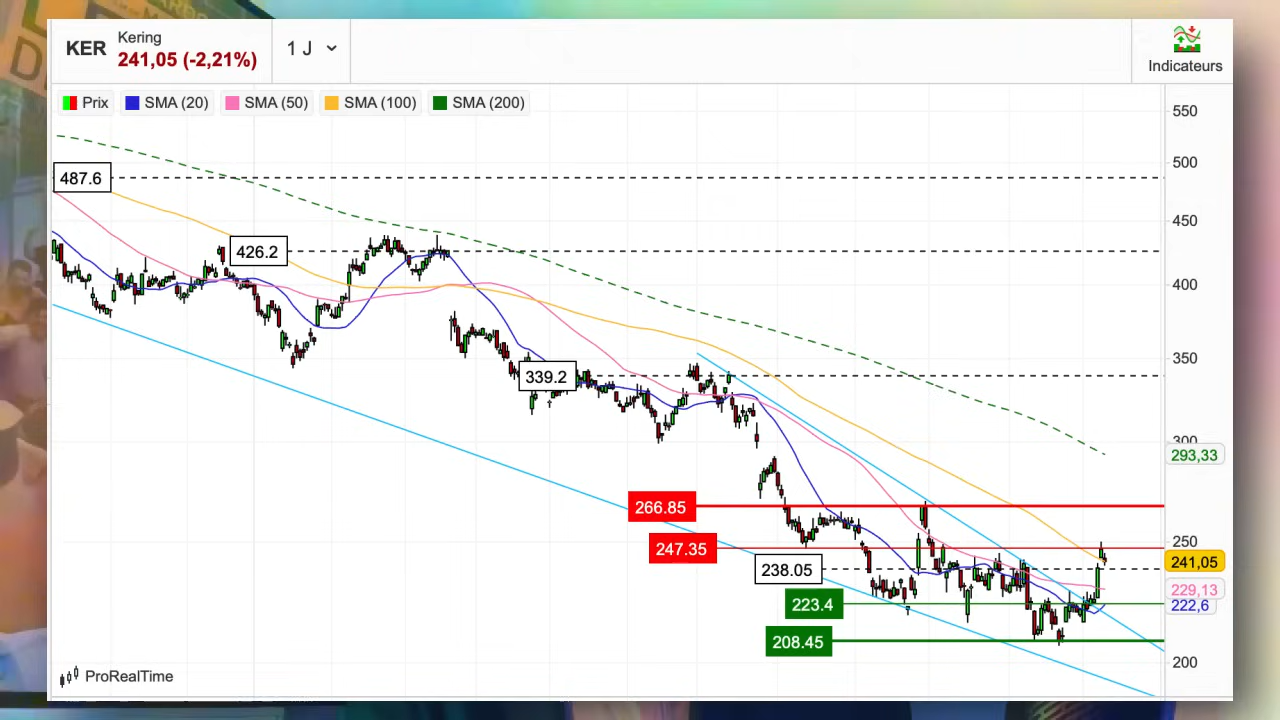 KER
Kering
241,05 (-2,21%)
1 J
Indicateurs
Prix
SMA (20)
SMA (50)
SMA (100)
SMA (200)
550
500
450
400
350
300
250
200
487.6
426.2
339.2
266.85
247.35
238.05
223.4
208.45
293,33
241,05
229,13
222,6
ProRealTime